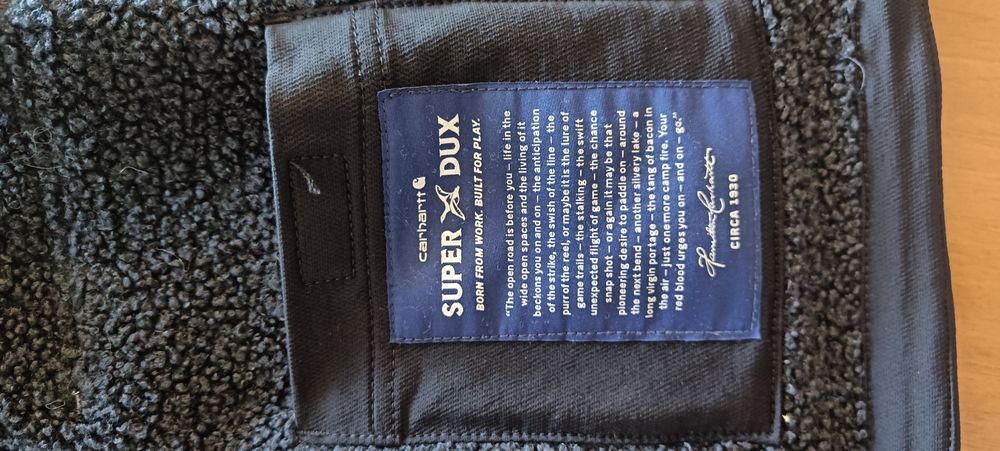 carhartt
SUPER DUX
BORN FROM WORK. BUILT FOR PLAY.
“The open road is before you – life in the
wide open spaces and the living of it
beckons you on and on – the anticipation
of the strike, the swish of the line – the
purr of the reel, or maybe it is the lure of
game trails – the stalking – the swift
unexpected flight of game – the chance
snap shot – or again it may be that
pioneering desire to paddle on – around
the next bend – another silvery lake – a
long virgin portage – the tang of bacon in
the air – just one more camp fire. Your
red blood urges you on – and on – go.”
Hamilton Carhartt
CIRCA 1930